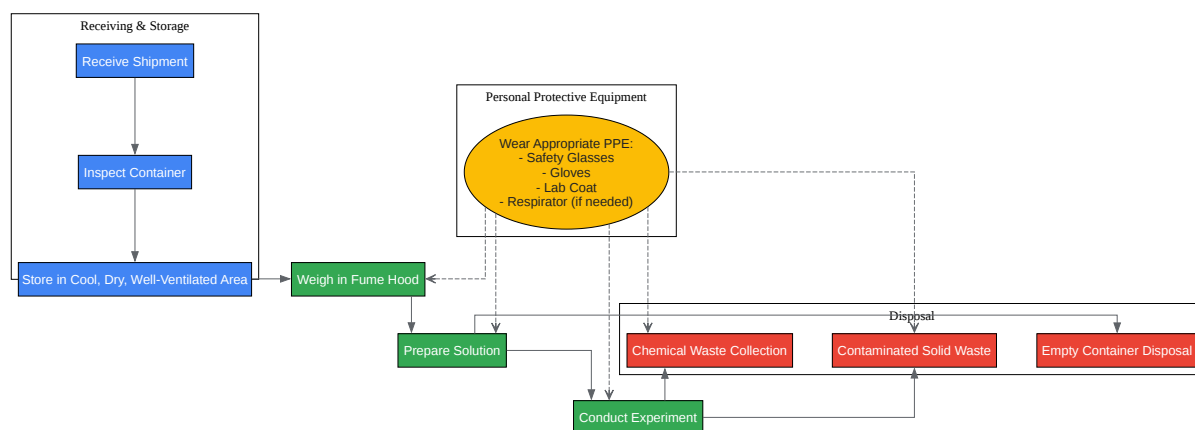 Receiving & Storage
Receive Shipment
Inspect Container
Store in Cool, Dry, Well-Ventilated Area
Personal Protective Equipment
Wear Appropriate PPE:
- Safety Glasses
- Gloves
- Lab Coat
- Respirator (if needed)
Weigh in Fume Hood
Prepare Solution
Conduct Experiment
Disposal
Chemical Waste Collection
Contaminated Solid Waste
Empty Container Disposal